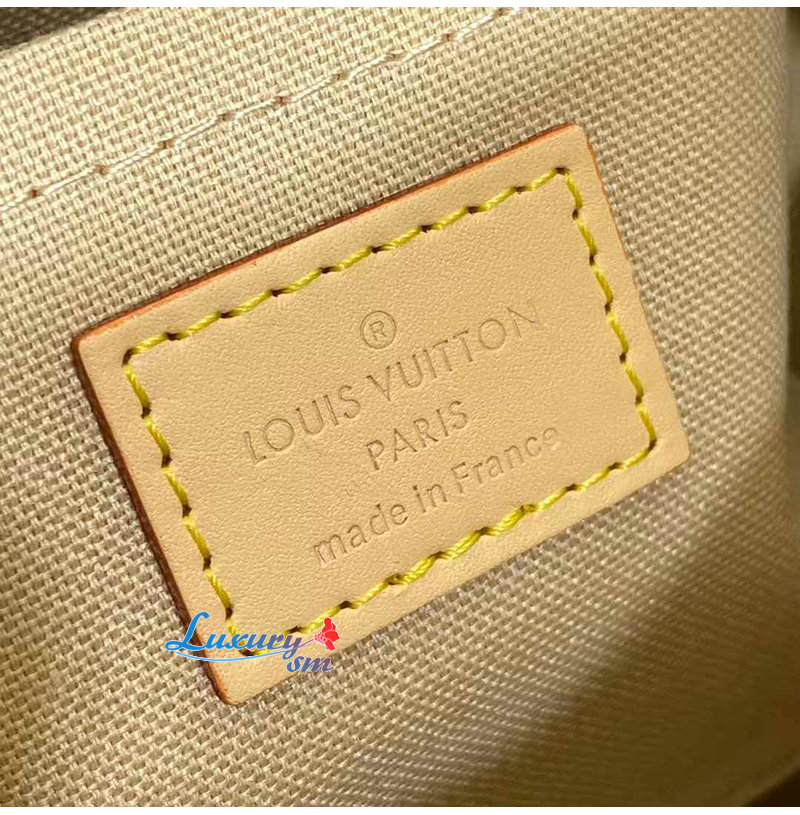 ®
LOUIS VUITTON
PARIS
made in France
Luxury
sm